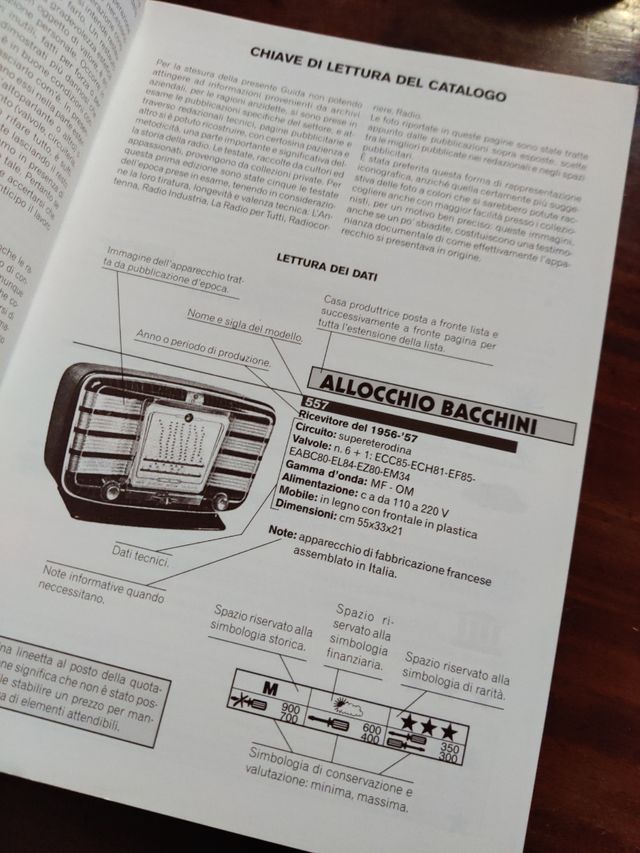 CHIAVE DI LETTURA DEL CATALOGO
Per la stesura della presente Guida non potendo
attingere ad informazioni provenienti da archivi
aziendali, per le ragioni anzidette, si sono prese in
esame le pubblicazioni specifiche del settore, e at-
traverso redazionali tecnici, pagine pubblicitarie e
altro si è potuto ricostruire, con certosina pazienza e
metodicità, una parte importante e significativa del-
la storia della radio. Le testate, raccolte da cultori ed
appassionati, provengono da collezioni private. Per
questa prima edizione sono state cinque le testate
dell'epoca prese in esame, tenendo in considerazio-
ne la loro tiratura, longevità e valenza tecnica: L'An-
tenna, Radio Industria, La Radio per Tutti, Radiocor-
riere, Radio.
Le foto riportate in queste pagine sono state tratte
appunto dalle pubblicazioni sopra esposte, scelte
tra le migliori pubblicate nei redazionali e negli spazi
pubblicitari.
È stata preferita questa forma di rappresentazione
iconografica, anziché quella certamente più sugge-
stive delle foto a colori che si sarebbero potute rac-
cogliere anche con maggior facilità presso i collezio-
nisti, per un motivo ben preciso: queste immagini,
anche se un po' sbiadite, costituiscono una testimo-
nianza documentale di come effettivamente l'appa-
recchio si presentava in origine.
LETTURA DEI DATI
Immagine dell'apparecchio trat-
ta da pubblicazione d'epoca.
Nome e sigla del modello.
Anno o periodo di produzione.
Casa produttrice posta a fronte lista e
successivamente a fronte pagina per
tutta l'estensione della lista.
ALLOCCHIO BACCHINI
557
Ricevitore del 1956-'57
Circuito: supereterodina
Valvole: n. 6 + 1: ECC85-ECH81-EF85-
EABC80-EL84-EZ80-EM34
Gamma d'onda: MF - OM
Alimentazione: c a da 110 a 220 V
Mobile: in legno con frontale in plastica
Dimensioni: cm 55x33x21
Note: apparecchio di fabbricazione francese
assemblato in Italia.
Dati tecnici.
Note informative quando
neccessitano.
Spazio riservato alla
simbologia storica.
Spazio ri-
servato alla
simbologia
finanziaria.
Spazio riservato alla
simbologia di rarità.
M
900
700
600
400
350
300
Simbologia di conservazione e
valutazione: minima, massima.
na lineetta al posto della quota-
one significa che non è stato pos-
le stabilire un prezzo per man-
a di elementi attendibili.